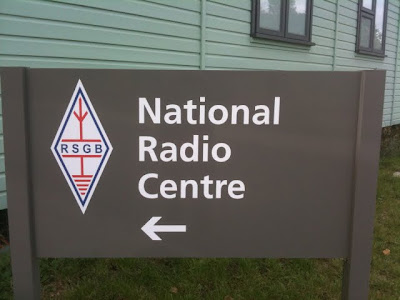 RSGB
National
Radio
Centre